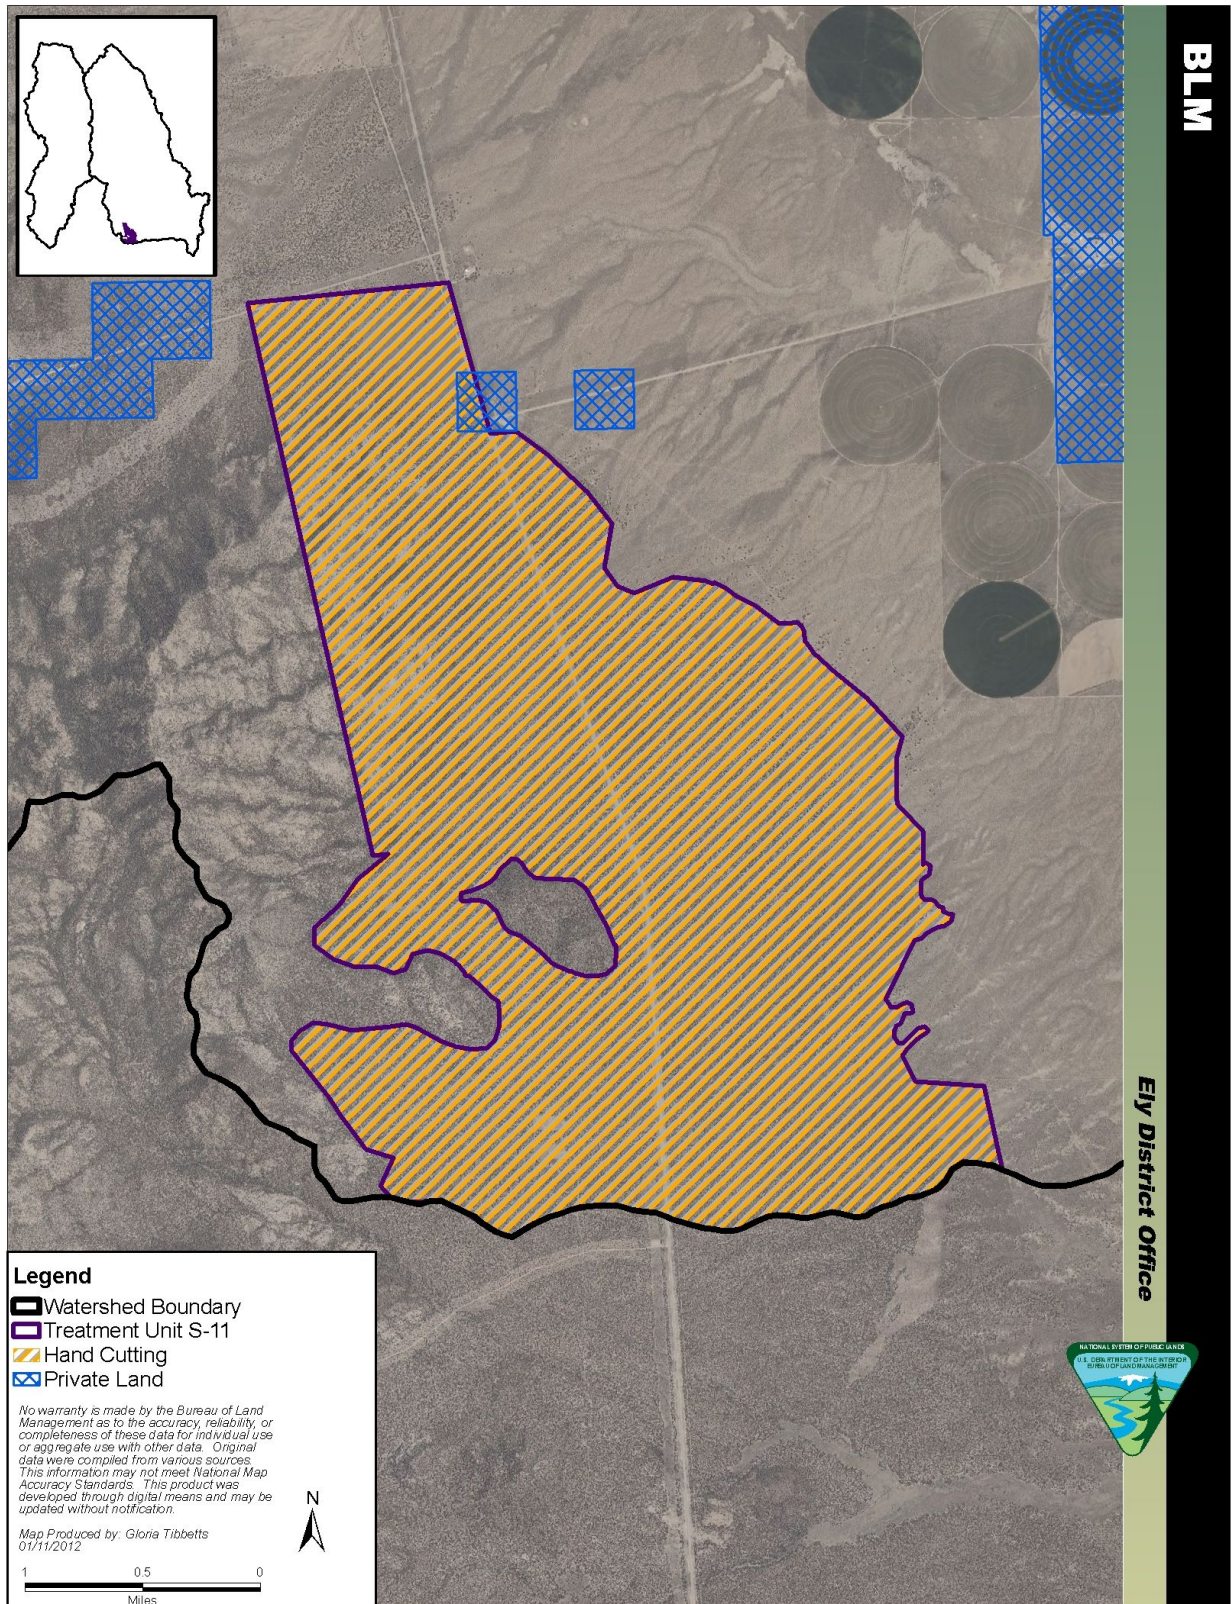 BLM
Ely District Office
NATIONAL SYSTEM OF PUBLIC LANDS
U.S. DEPARTMENT OF THE INTERIOR
BUREAU OF LAND MANAGEMENT
Legend
Watershed Boundary
Treatment Unit S-11
Hand Cutting
Private Land
No warranty is made by the Bureau of Land
Management as to the accuracy, reliability, or
completeness of these data for individual use
or aggregate use with other data. Original
data were compiled from various sources.
This information may not meet National Map
Accuracy Standards. This product was
developed through digital means and may be
updated without notification.
Map Produced by: Gloria Tibbetts
01/11/2012
N
1 0.5 0
Miles